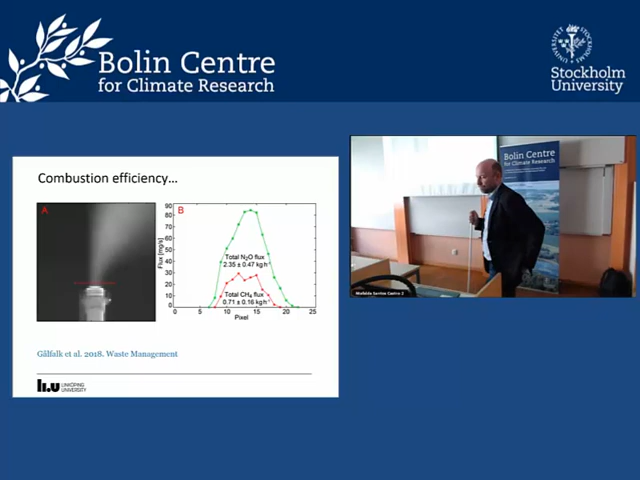 Bolin Centre
for Climate Research
Stockholm
University
Combustion efficiency...
A
B
Flux [mg/s]
90
80
70
60
50
40
30
20
10
0
Total N₂O flux
2.35 ± 0.47 kg h⁻¹
Total CH₄ flux
0.71 ± 0.16 kg h⁻¹
0
5
10
15
20
25
Pixel
Gålfalk et al. 2018. Waste Management
LINKÖPING
UNIVERSITY
Bolin Centre
for Climate Research